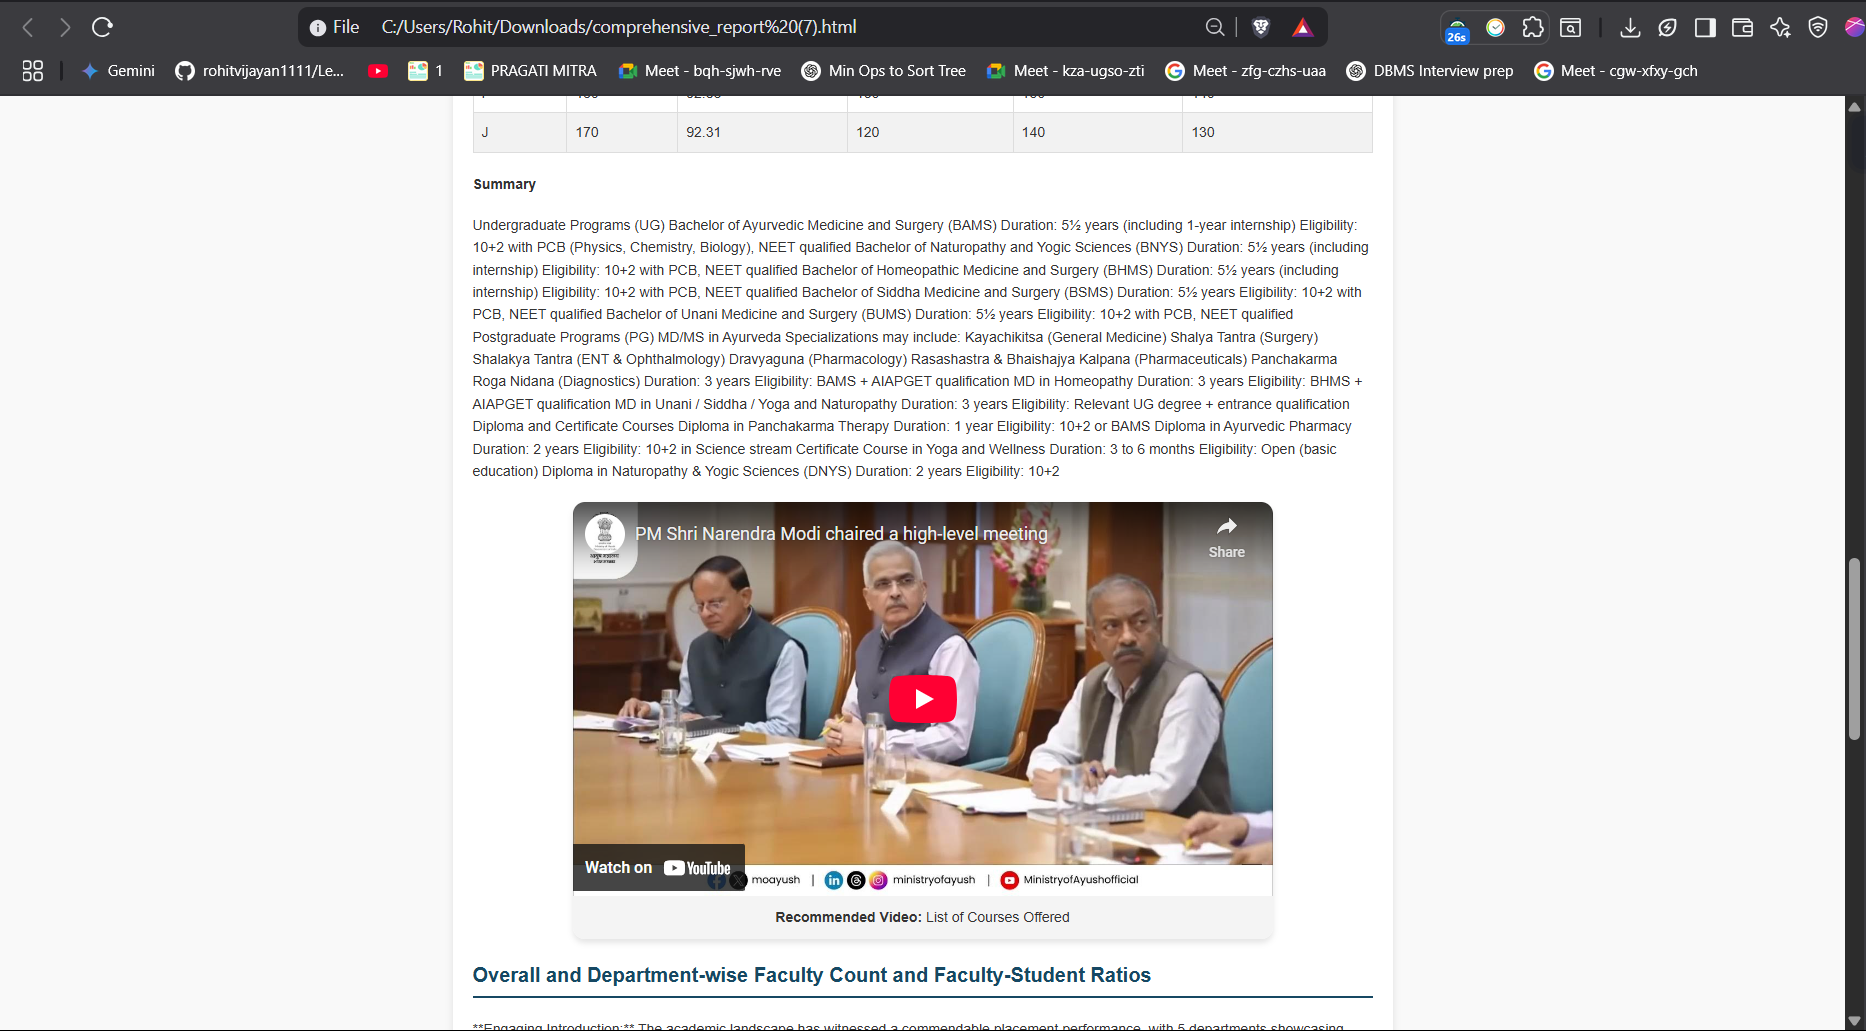 File C:/Users/Rohit/Downloads/comprehensive_report%20(7).html
26s
Gemini rohitvijayan1111/Le... 1 PRAGATI MITRA Meet - bqh-sjwh-rve Min Ops to Sort Tree Meet - kza-ugso-zti Meet - zfg-czhs-uaa DBMS Interview prep Meet - cgw-xfxy-gch
J 170 92.31 120 140 130
Summary
Undergraduate Programs (UG) Bachelor of Ayurvedic Medicine and Surgery (BAMS) Duration: 5½ years (including 1-year internship) Eligibility:
10+2 with PCB (Physics, Chemistry, Biology), NEET qualified Bachelor of Naturopathy and Yogic Sciences (BNYS) Duration: 5½ years (including
internship) Eligibility: 10+2 with PCB, NEET qualified Bachelor of Homeopathic Medicine and Surgery (BHMS) Duration: 5½ years (including
internship) Eligibility: 10+2 with PCB, NEET qualified Bachelor of Siddha Medicine and Surgery (BSMS) Duration: 5½ years Eligibility: 10+2 with
PCB, NEET qualified Bachelor of Unani Medicine and Surgery (BUMS) Duration: 5½ years Eligibility: 10+2 with PCB, NEET qualified
Postgraduate Programs (PG) MD/MS in Ayurveda Specializations may include: Kayachikitsa (General Medicine) Shalya Tantra (Surgery)
Shalakya Tantra (ENT & Ophthalmology) Dravyaguna (Pharmacology) Rasashastra & Bhaishajya Kalpana (Pharmaceuticals) Panchakarma
Roga Nidana (Diagnostics) Duration: 3 years Eligibility: BAMS + AIAPGET qualification MD in Homeopathy Duration: 3 years Eligibility: BHMS +
AIAPGET qualification MD in Unani / Siddha / Yoga and Naturopathy Duration: 3 years Eligibility: Relevant UG degree + entrance qualification
Diploma and Certificate Courses Diploma in Panchakarma Therapy Duration: 1 year Eligibility: 10+2 or BAMS Diploma in Ayurvedic Pharmacy
Duration: 2 years Eligibility: 10+2 in Science stream Certificate Course in Yoga and Wellness Duration: 3 to 6 months Eligibility: Open (basic
education) Diploma in Naturopathy & Yogic Sciences (DNYS) Duration: 2 years Eligibility: 10+2
PM Shri Narendra Modi chaired a high-level meeting
Share
Watch on YouTube
moayush | ministryofayush | MinistryofAyushofficial
Recommended Video: List of Courses Offered
Overall and Department-wise Faculty Count and Faculty-Student Ratios
**Engaging Introduction:** The academic landscape has witnessed a commendable placement performance, with 5 departments showcasing